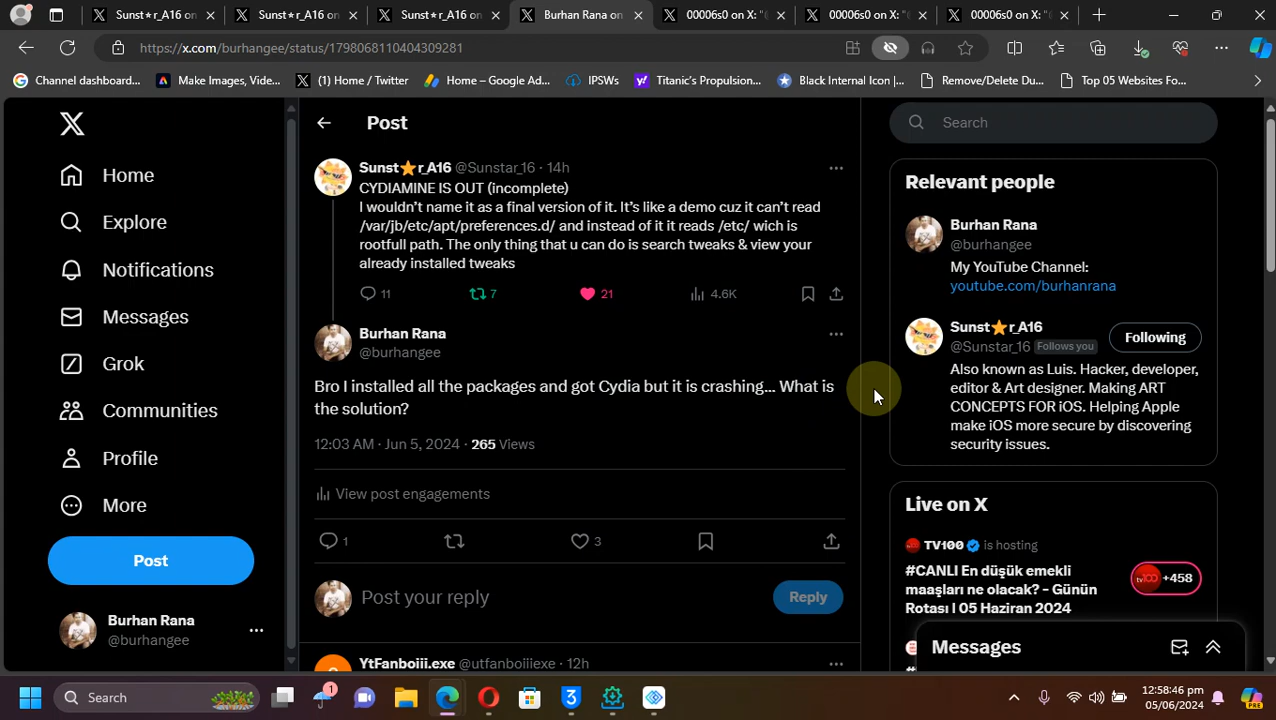 Sunst★r_A16 on
Sunst★r_A16 on
Sunst★r_A16 on
Burhan Rana on
00006s0 on X: "@
00006s0 on X: "@
00006s0 on X: "@
https://x.com/burhangee/status/1798068110404309281
Channel dashboard...
Make Images, Vide...
(1) Home / Twitter
Home – Google Ad...
IPSWs
Titanic's Propulsion...
Black Internal Icon |...
Remove/Delete Du...
Top 05 Websites Fo...
Home
Explore
Notifications
Messages
Grok
Communities
Profile
More
Post
Burhan Rana
@burhangee
Post
Sunst⭐r_A16 @Sunstar_16 · 14h
CYDIAMINE IS OUT (incomplete)
I wouldn't name it as a final version of it. It's like a demo cuz it can't read
/var/jb/etc/apt/preferences.d/ and instead of it it reads /etc/ wich is
rootfull path. The only thing that u can do is search tweaks & view your
already installed tweaks
11 7 21 4.6K
Burhan Rana
@burhangee
Bro I installed all the packages and got Cydia but it is crashing... What is
the solution?
12:03 AM · Jun 5, 2024 · 265 Views
View post engagements
1 3
Post your reply
Reply
YtFanboiii.exe @utfanboiiiexe · 12h
Search
Relevant people
Burhan Rana
@burhangee
My YouTube Channel:
youtube.com/burhanrana
Sunst⭐r_A16
@Sunstar_16 Follows you
Following
Also known as Luis. Hacker, developer,
editor & Art designer. Making ART
CONCEPTS FOR iOS. Helping Apple
make iOS more secure by discovering
security issues.
Live on X
TV100 is hosting
#CANLI En düşük emekli
maaşları ne olacak? - Günün
Rotası I 05 Haziran 2024
tv100 +458
Messages
Search
1
3
12:58:46 pm
05/06/2024
PRE